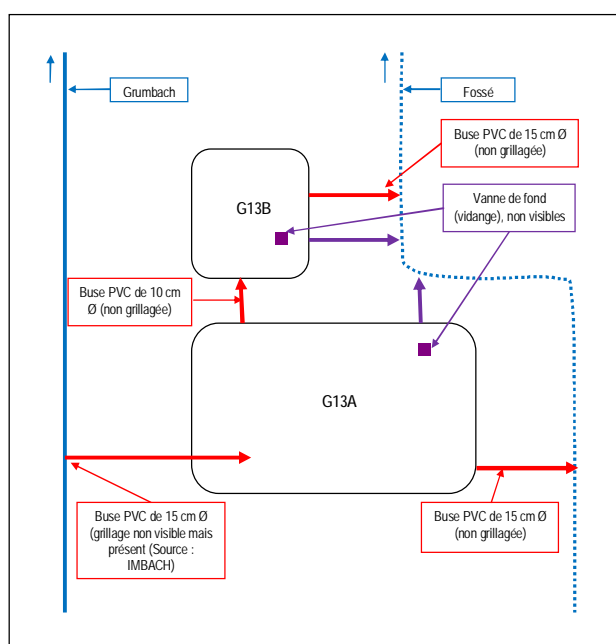 Grumbach
Fossé
Buse PVC de 15 cm Ø
(non grillagée)
G13B
Vanne de fond
(vidange), non visibles
Buse PVC de 10 cm
Ø (non grillagée)
G13A
Buse PVC de 15 cm Ø
(grillage non visible mais
présent (Source :
IMBACH)
Buse PVC de 15 cm Ø
(non grillagée)